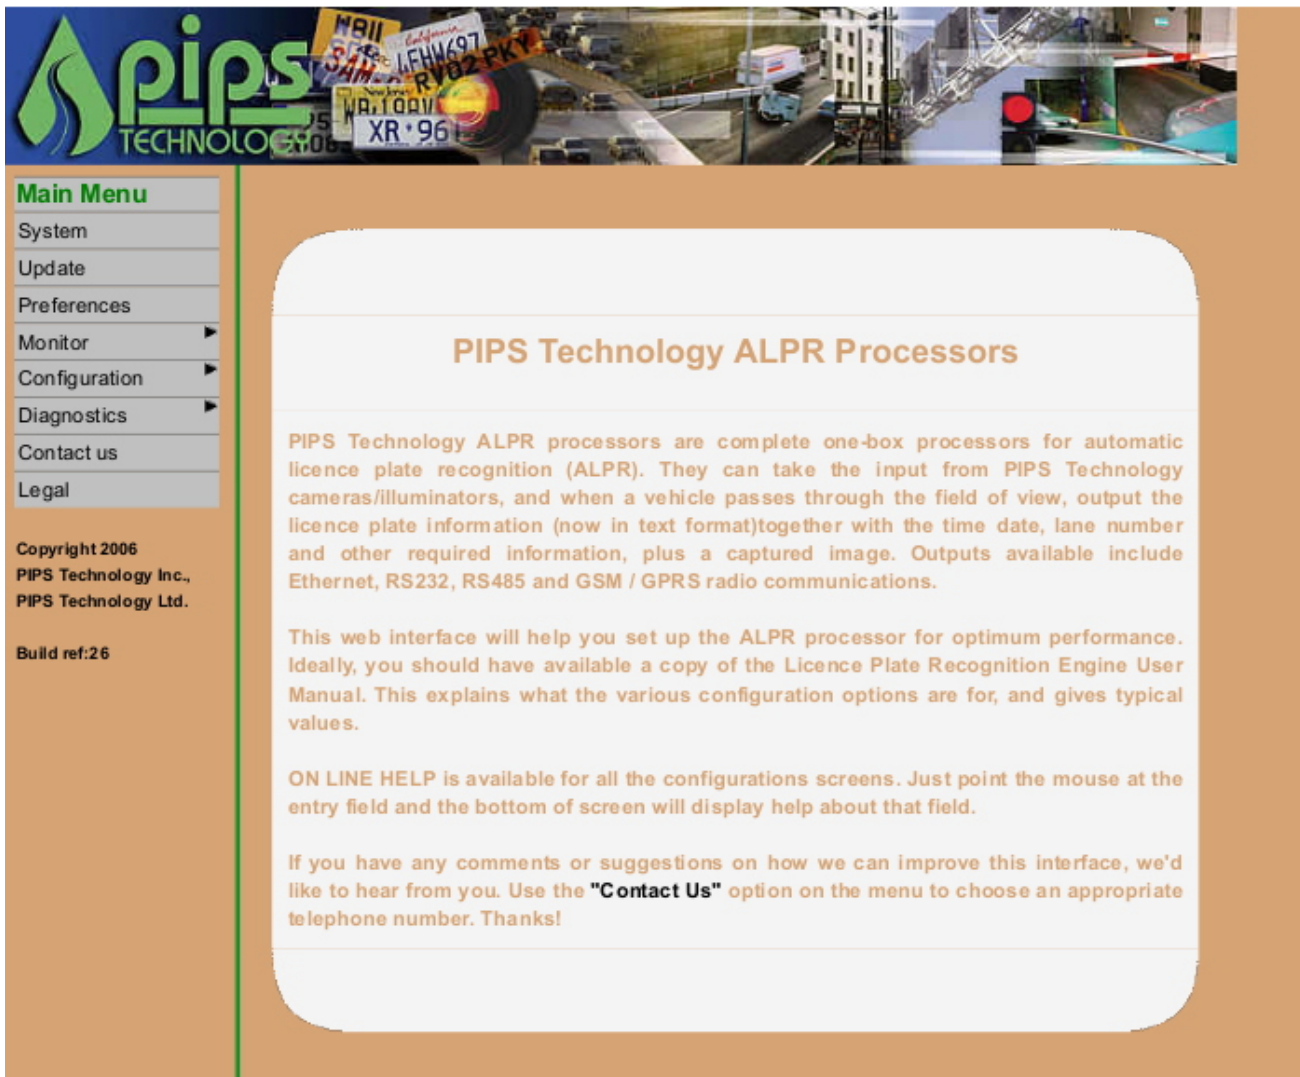 pips
TECHNOLOGY
California
4FHW697
RV02 PKY
New Jersey
XR·96
Main Menu
System
Update
Preferences
Monitor
Configuration
Diagnostics
Contact us
Legal
Copyright 2006
PIPS Technology Inc.,
PIPS Technology Ltd.
Build ref:26
PIPS Technology ALPR Processors
PIPS Technology ALPR processors are complete one-box processors for automatic
licence plate recognition (ALPR). They can take the input from PIPS Technology
cameras/illuminators, and when a vehicle passes through the field of view, output the
licence plate information (now in text format)together with the time date, lane number
and other required information, plus a captured image. Outputs available include
Ethernet, RS232, RS485 and GSM / GPRS radio communications.
This web interface will help you set up the ALPR processor for optimum performance.
Ideally, you should have available a copy of the Licence Plate Recognition Engine User
Manual. This explains what the various configuration options are for, and gives typical
values.
ON LINE HELP is available for all the configurations screens. Just point the mouse at the
entry field and the bottom of screen will display help about that field.
If you have any comments or suggestions on how we can improve this interface, we'd
like to hear from you. Use the "Contact Us" option on the menu to choose an appropriate
telephone number. Thanks!